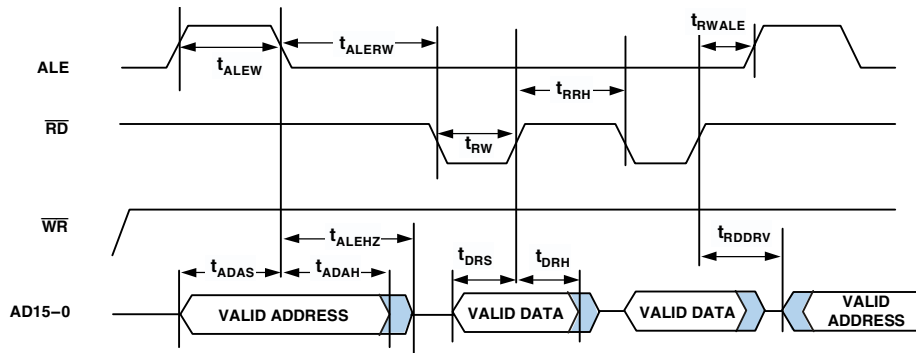 tRWALE
tALERW
tALEW
ALE
tRRH
RD
tRW
WR
tALEHZ
tRDDRV
tADAS
tADAH
tDRS
tDRH
AD15–0
VALID ADDRESS
VALID DATA
VALID DATA
VALID
ADDRESS